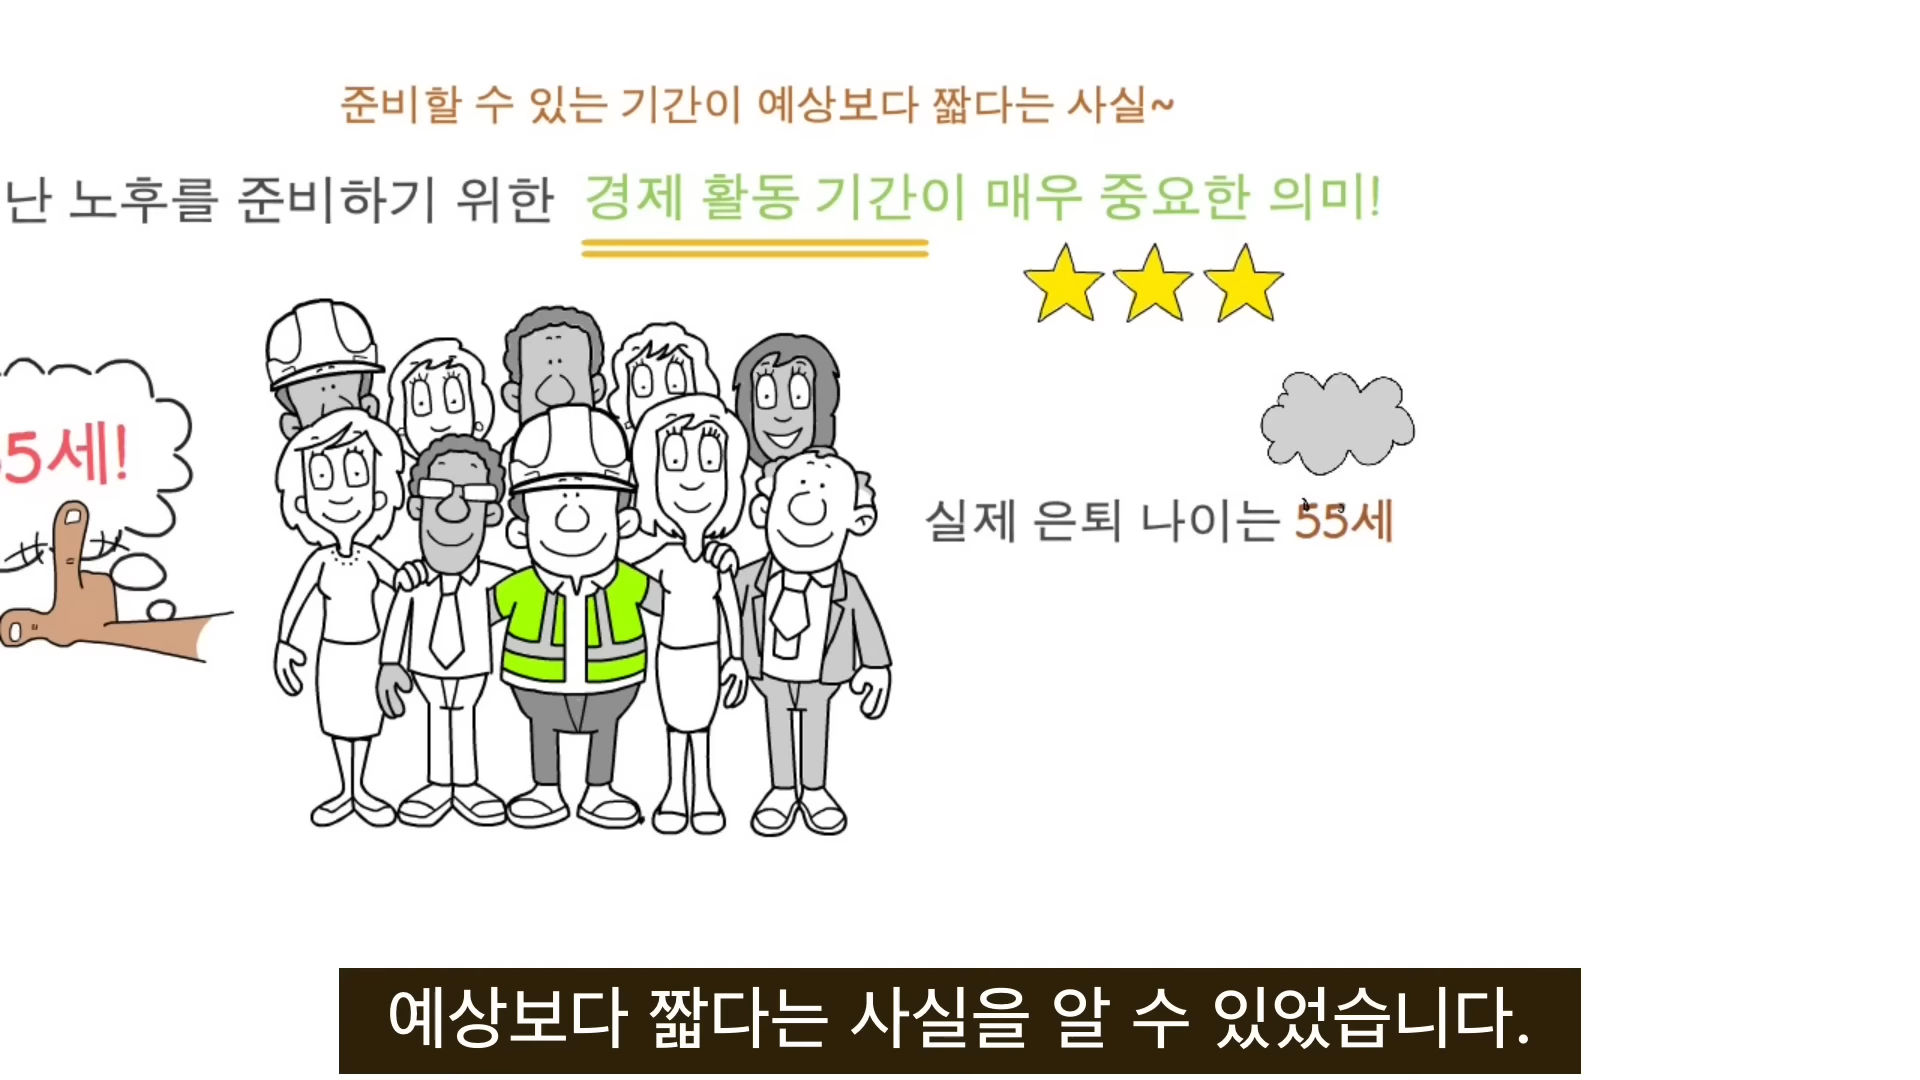 준비할 수 있는 기간이 예상보다 짧다는 사실~
난 노후를 준비하기 위한 경제 활동 기간이 매우 중요한 의미!
5세!
실제 은퇴 나이는 55세
예상보다 짧다는 사실을 알 수 있었습니다.